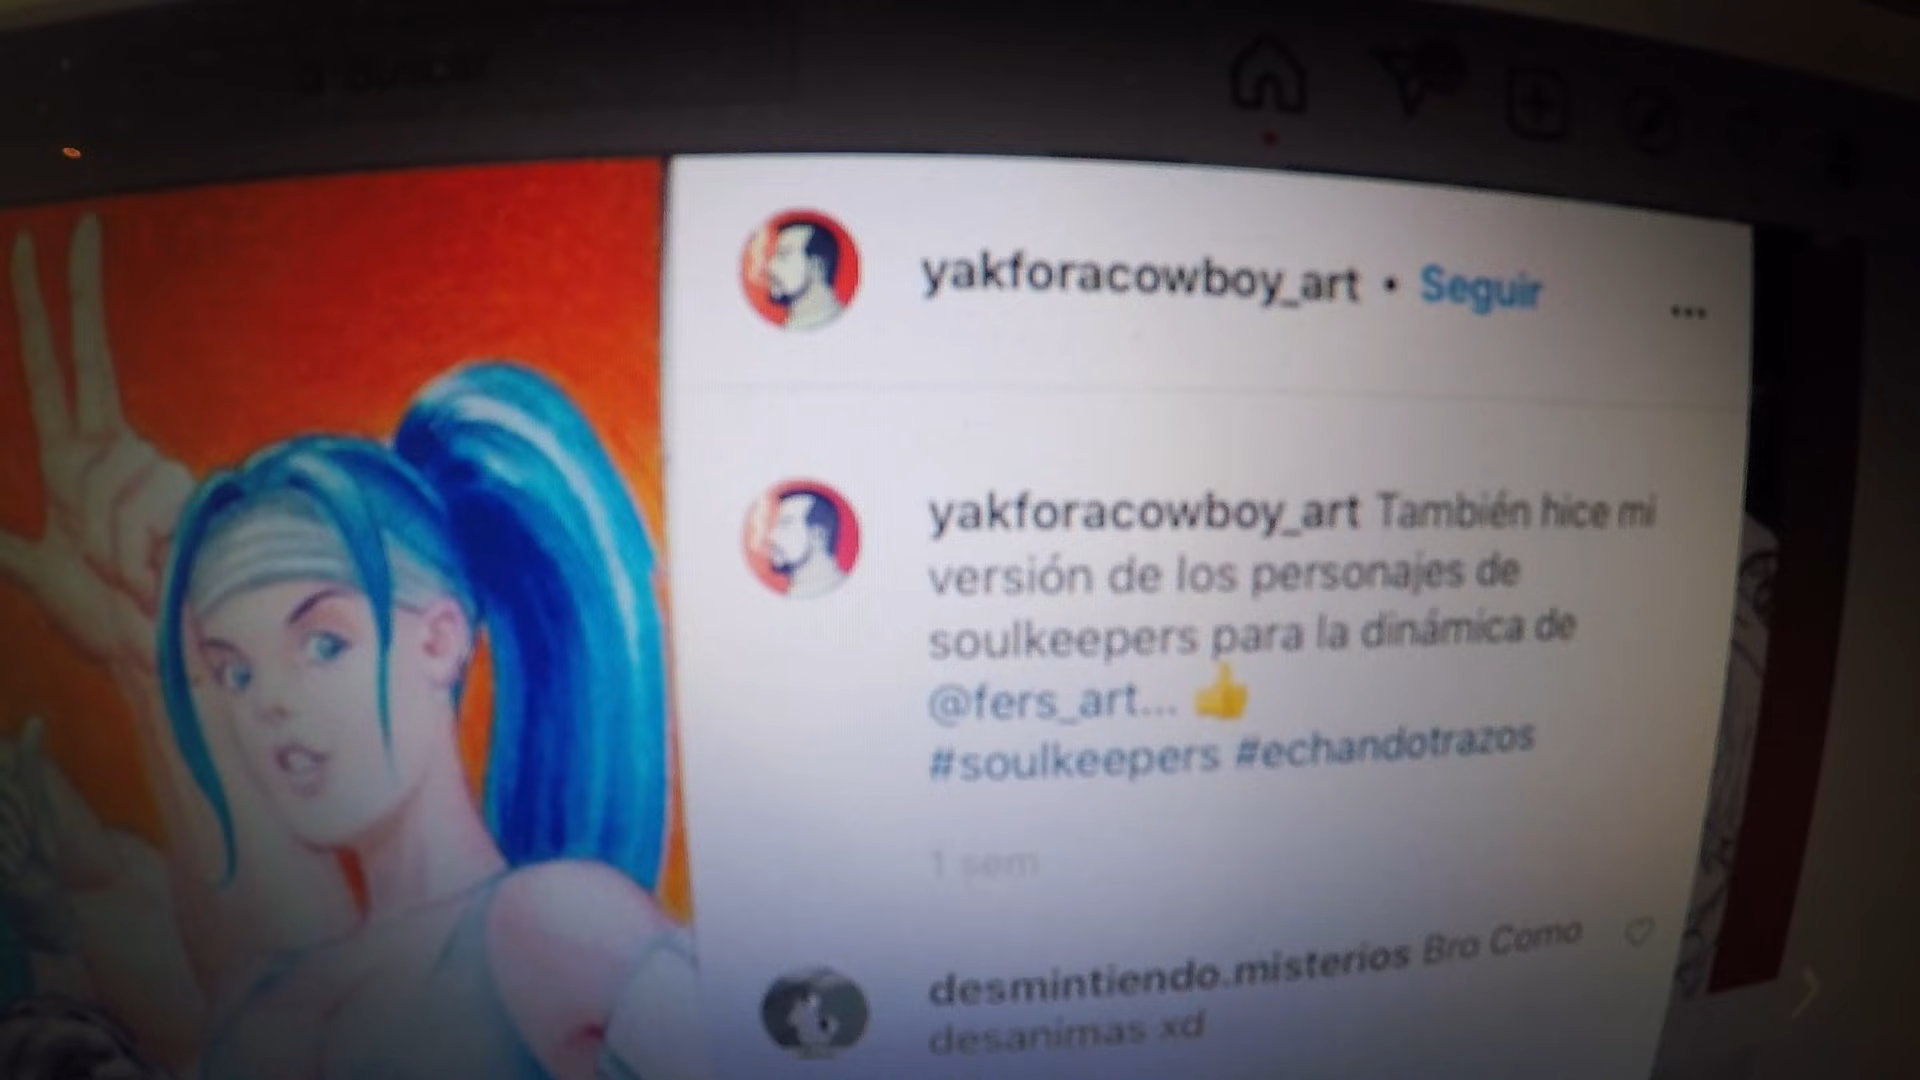 Buscar
yakforacowboy_art • Seguir
yakforacowboy_art También hice mi
versión de los personajes de
soulkeepers para la dinámica de
@fers_art... 👍
#soulkeepers #echandotrazos
1 sem
desmintiendo.misterios Bro Como
desanimas xd